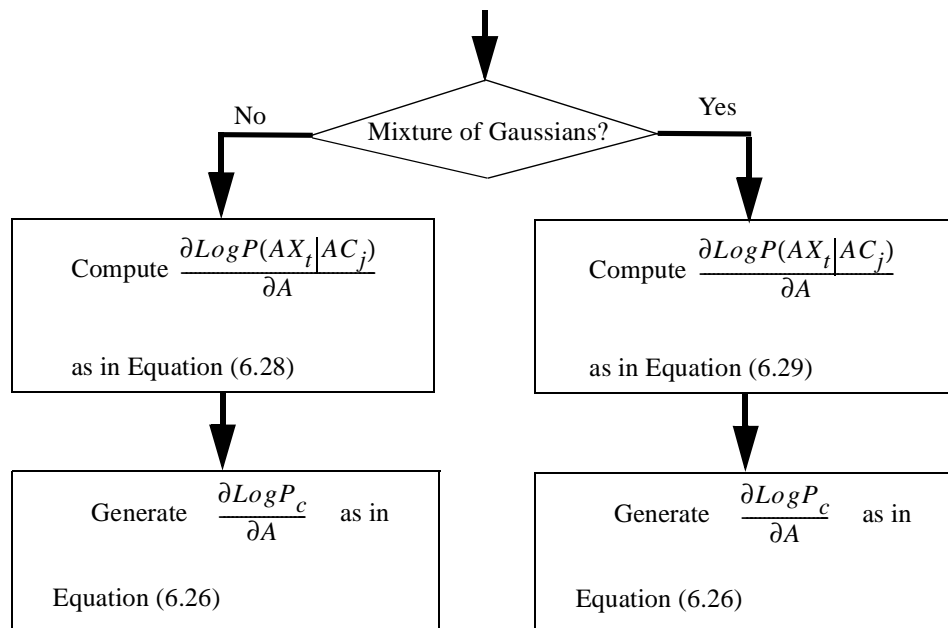 No
Yes
Mixture of Gaussians?
Compute ∂LogP(AX_t|AC_j)/∂A
as in Equation (6.28)
Compute ∂LogP(AX_t|AC_j)/∂A
as in Equation (6.29)
Generate ∂LogP_c/∂A as in
Equation (6.26)
Generate ∂LogP_c/∂A as in
Equation (6.26)